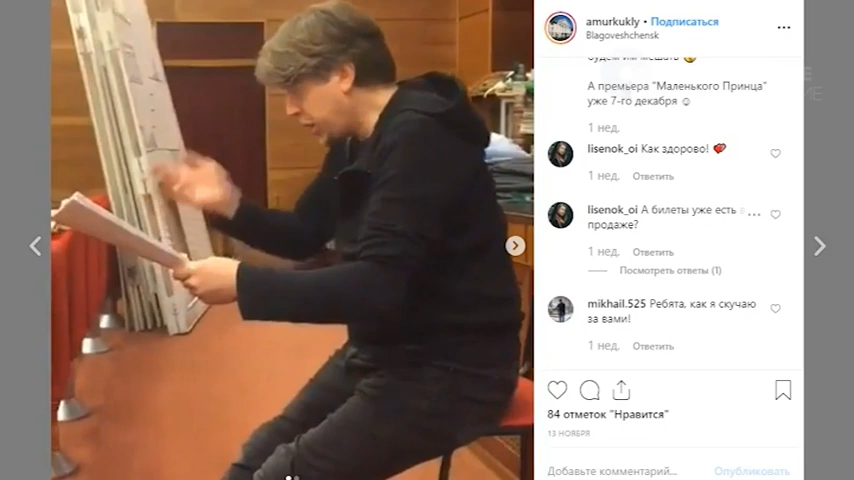 amurkukly • Подписаться
Blagoveshchensk
будем им мешать
А премьера "Маленького Принца"
уже 7-го декабря
1 нед.
lisenok_oi Как здорово!
1 нед. Ответить
lisenok_oi А билеты уже есть в
продаже?
1 нед. Ответить
Посмотреть ответы (1)
mikhail.525 Ребята, как я скучаю
за вами!
1 нед. Ответить
84 отметок "Нравится"
13 НОЯБРЯ
Добавьте комментарий... Опубликовать